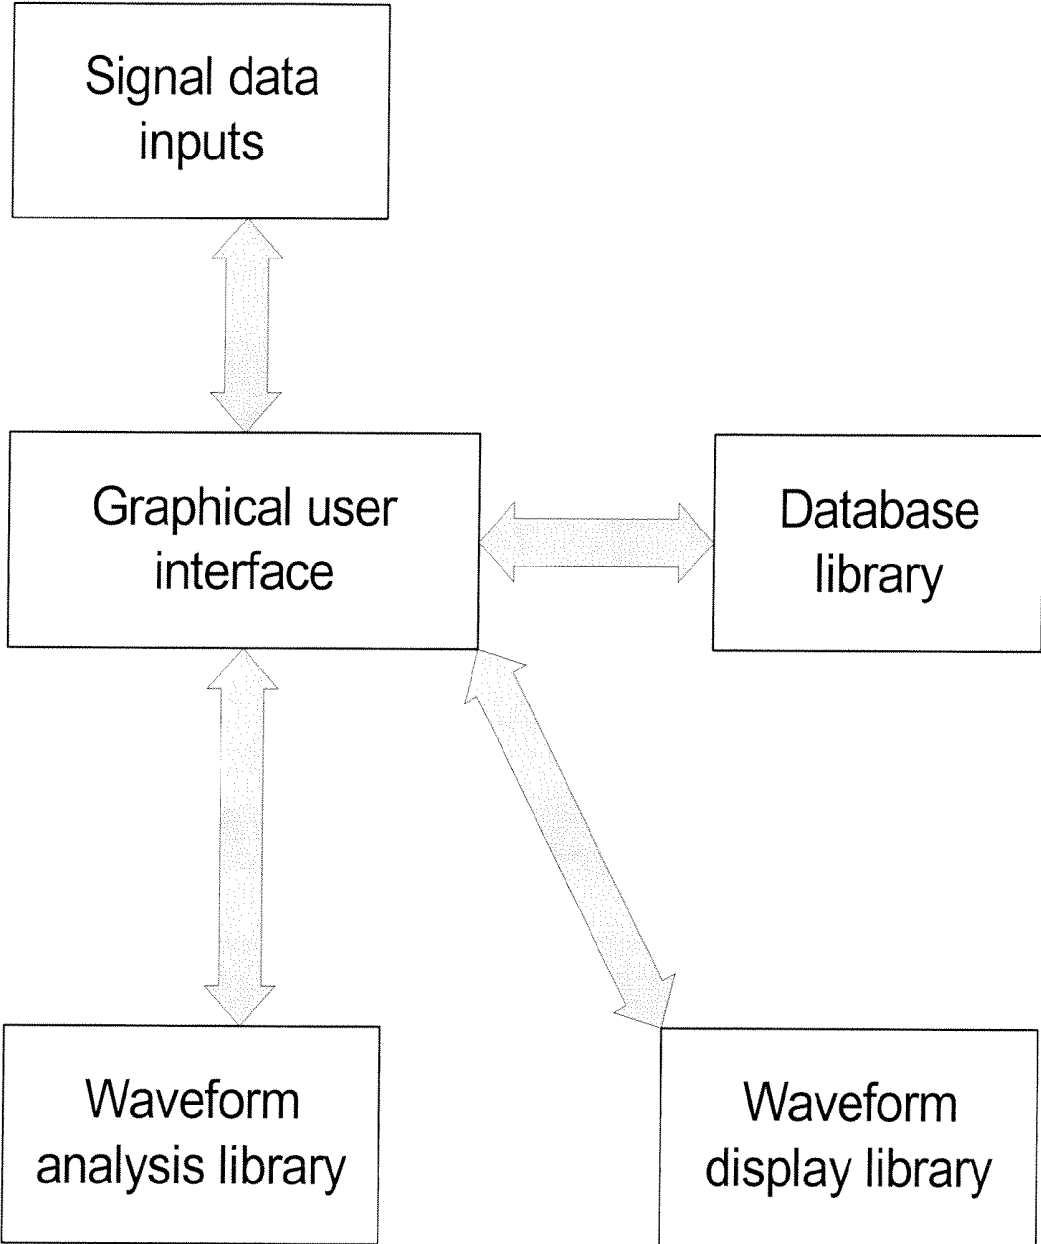 Signal data
inputs
Graphical user
interface
Database
library
Waveform
analysis library
Waveform
display library